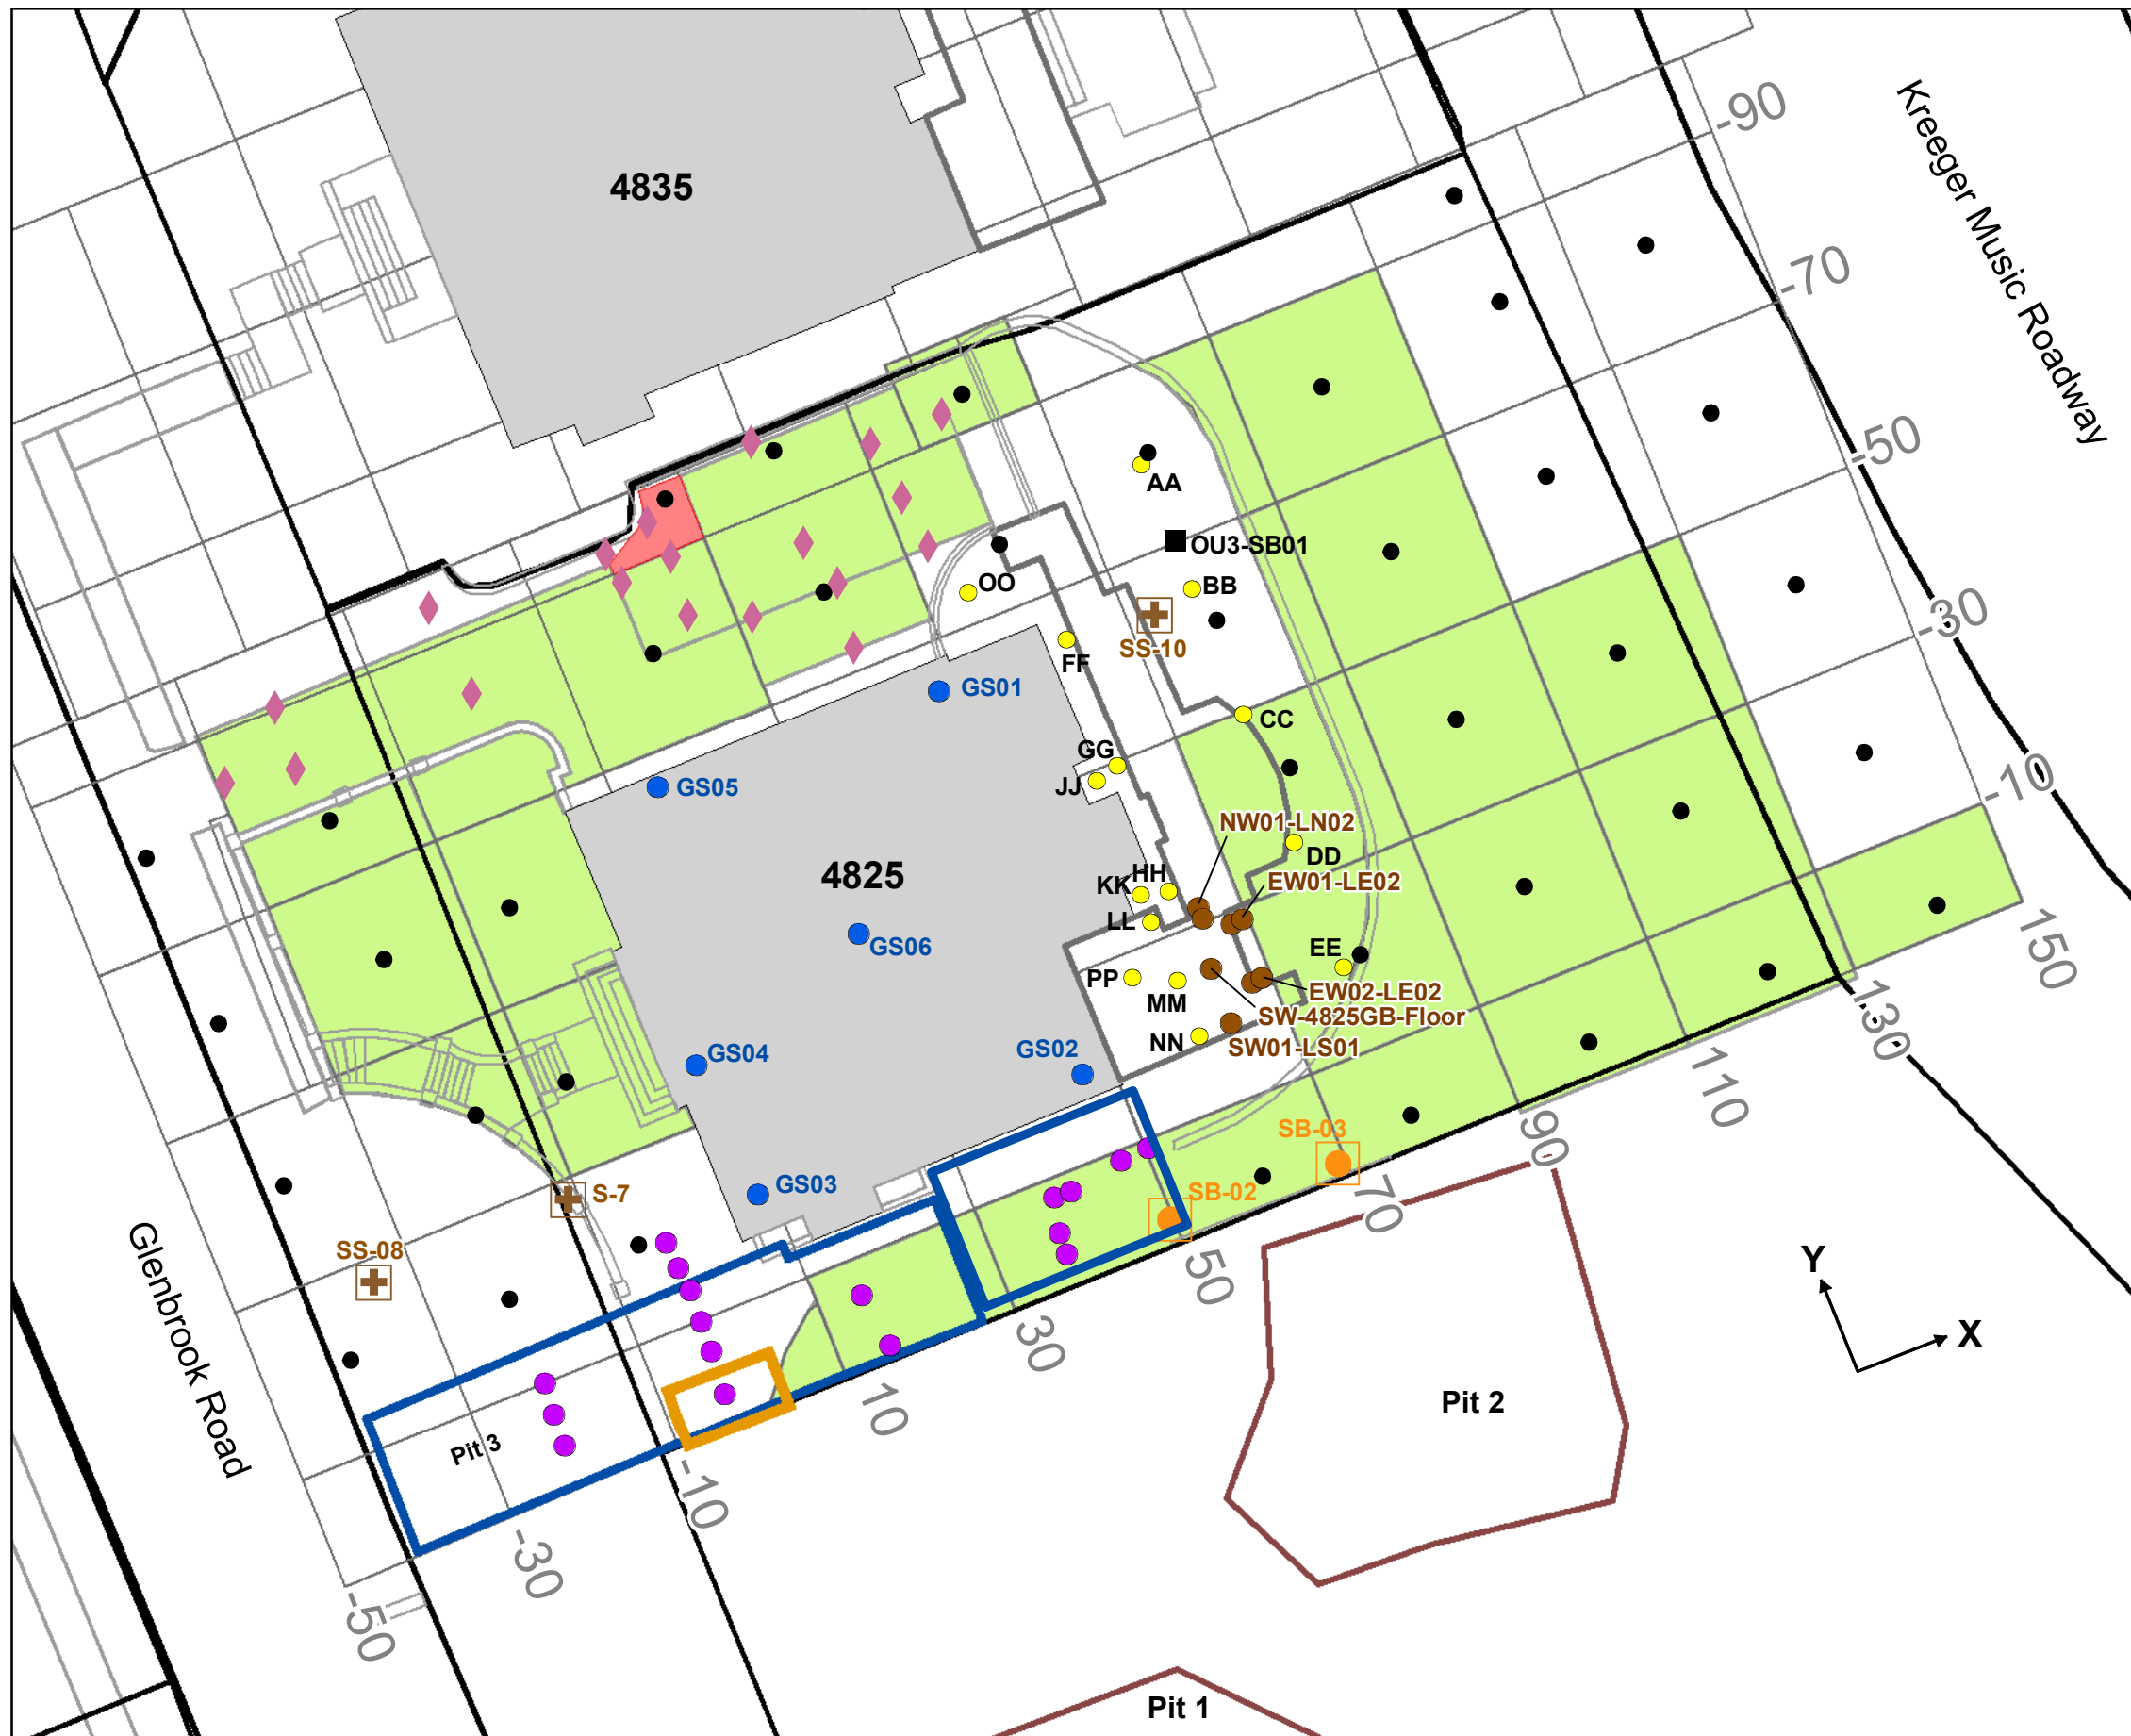 -90
Kreeger Music Roadway
4835
-70
-50
AA
OU3-SB01
OO
BB
-30
SS-10
FF
GS01
CC
GG
JJ
GS05
-10
NW01-LN02
DD
HH
KK
EW01-LE02
4825
LL
GS06
EE
150
PP
MM
EW02-LE02
SW-4825GB-Floor
130
NN
SW01-LS01
GS04
GS02
110
SB-03
90
GS03
S-7
SB-02
70
SS-08
Glenbrook Road
50
Y
X
30
10
Pit 2
Pit 3
-10
-30
-50
Pit 1